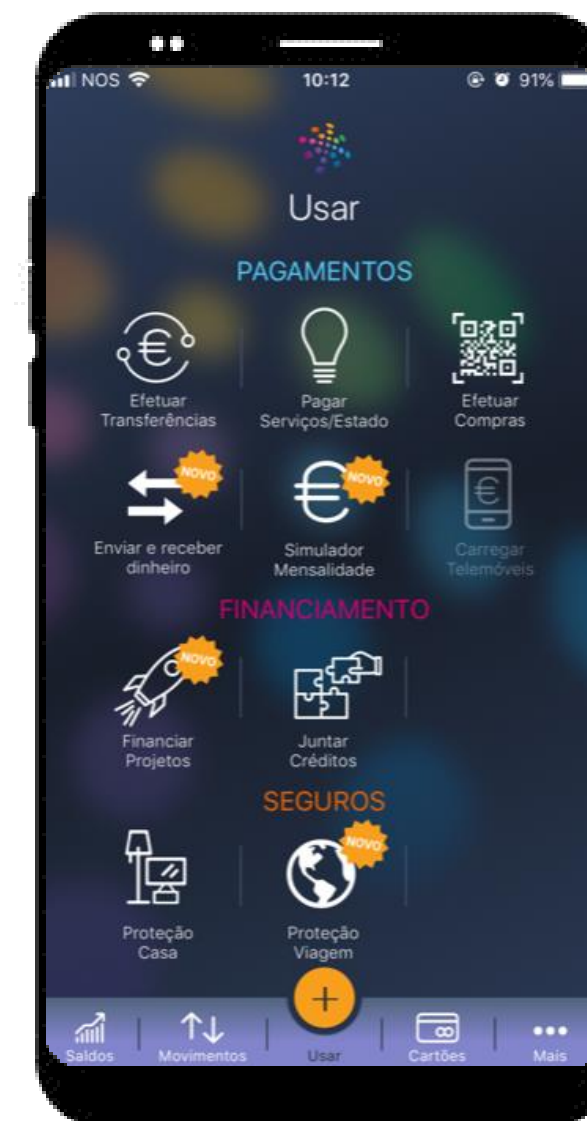 NOS 10:12 91%
Usar
PAGAMENTOS
Efetuar
Transferências
Pagar
Serviços/Estado
Efetuar
Compras
NOVO
Enviar e receber
dinheiro
NOVO
Simulador
Mensalidade
Carregar
Telemóveis
FINANCIAMENTO
NOVO
Financiar
Projetos
Juntar
Créditos
SEGUROS
Proteção
Casa
NOVO
Proteção
Viagem
Saldos
Movimentos
Usar
Cartões
Mais